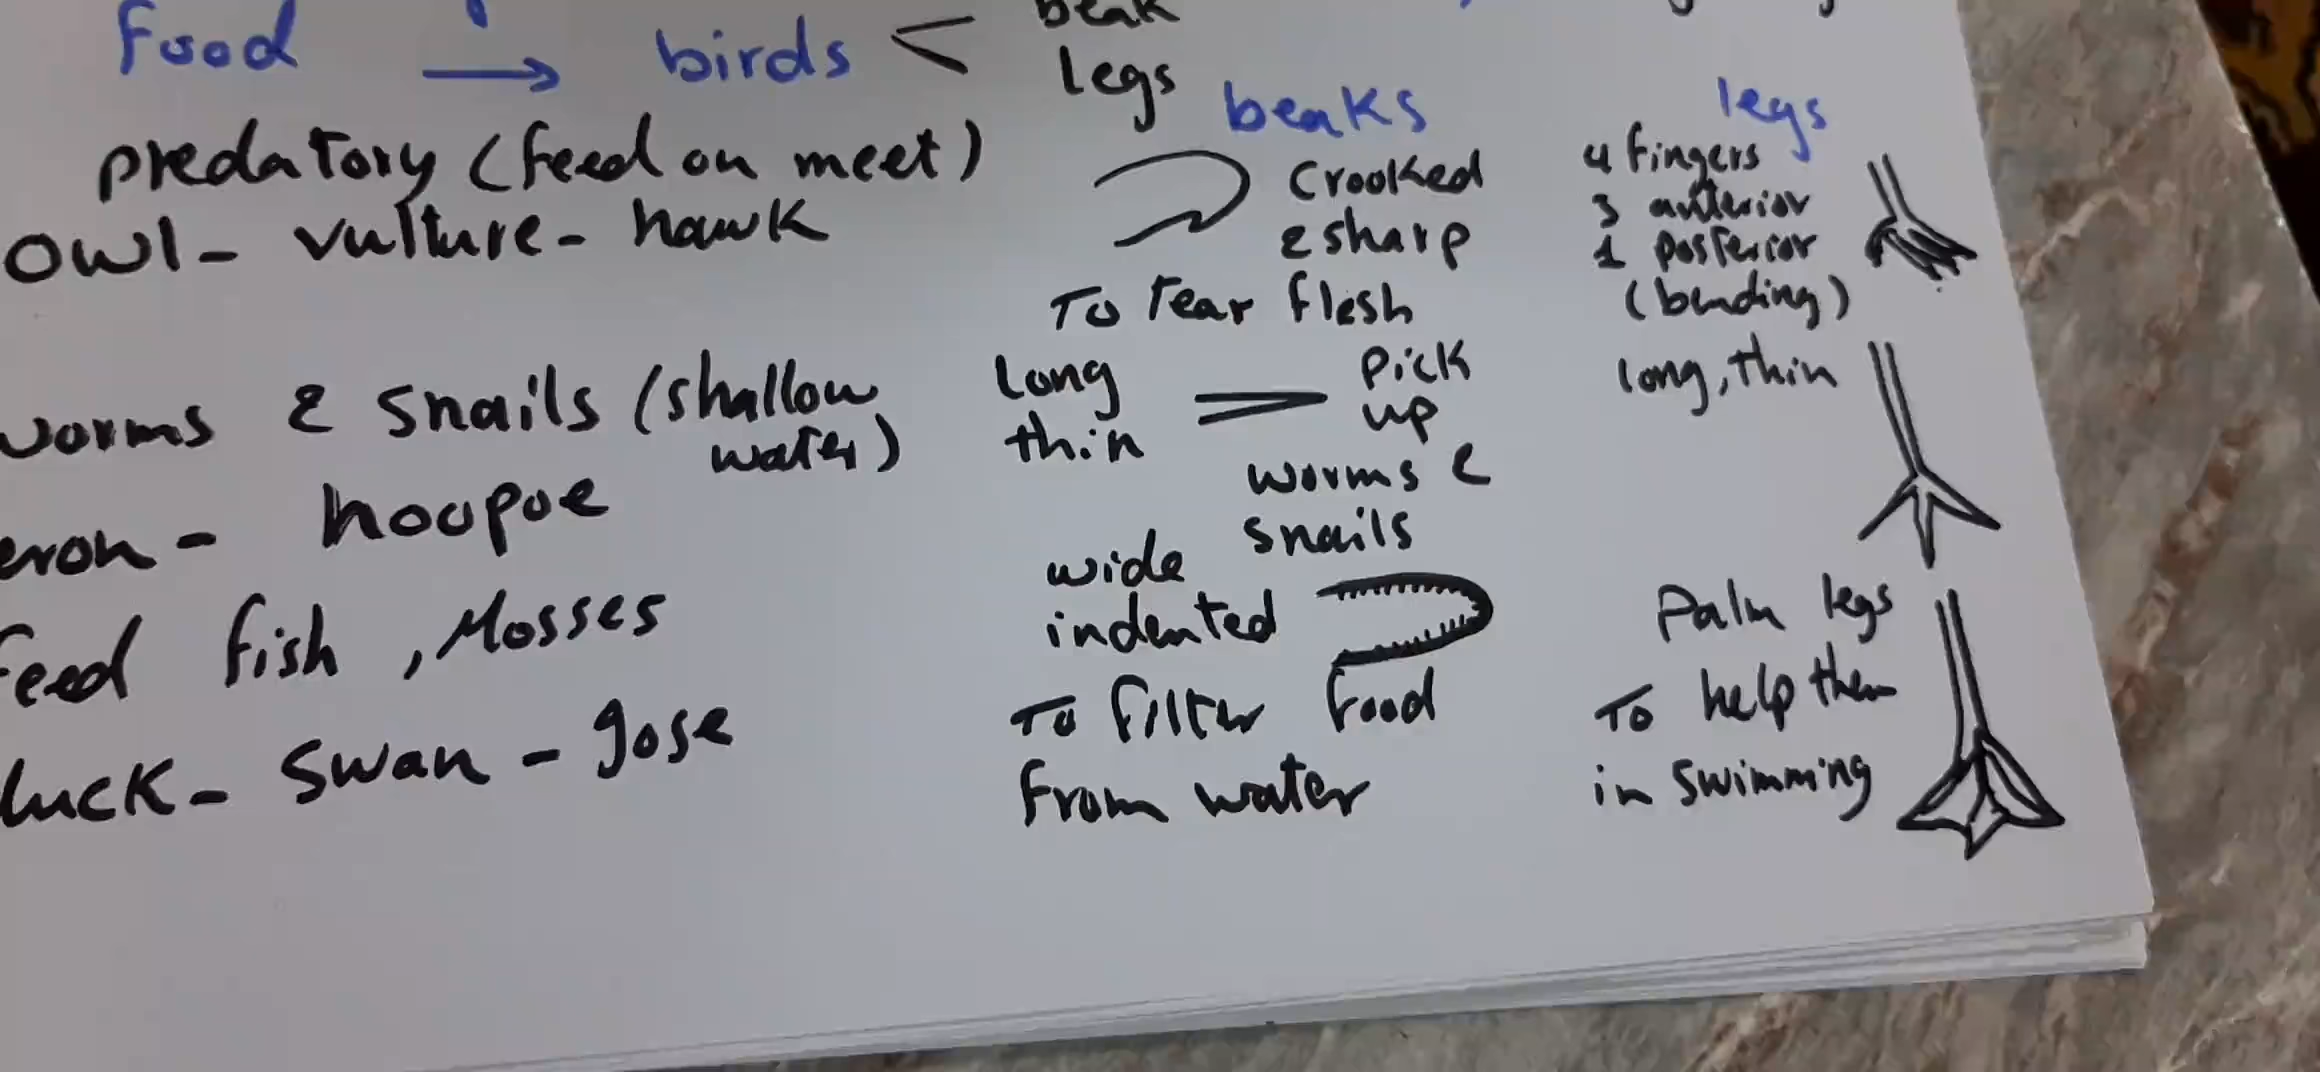 food → birds < beak
legs
beaks
legs
predatory (feed on meet)
owl - vulture - hawk
crooked
& sharp
To tear flesh
4 fingers
3 anterior
1 posterior
(bending)
worms & snails (shallow
water)
eron - hoopoe
long
thin
pick
up
worms &
snails
long, thin
feed fish, Mosses
duck - swan - gose
wide
indented
To filter food
from water
Palm legs
To help them
in swimming